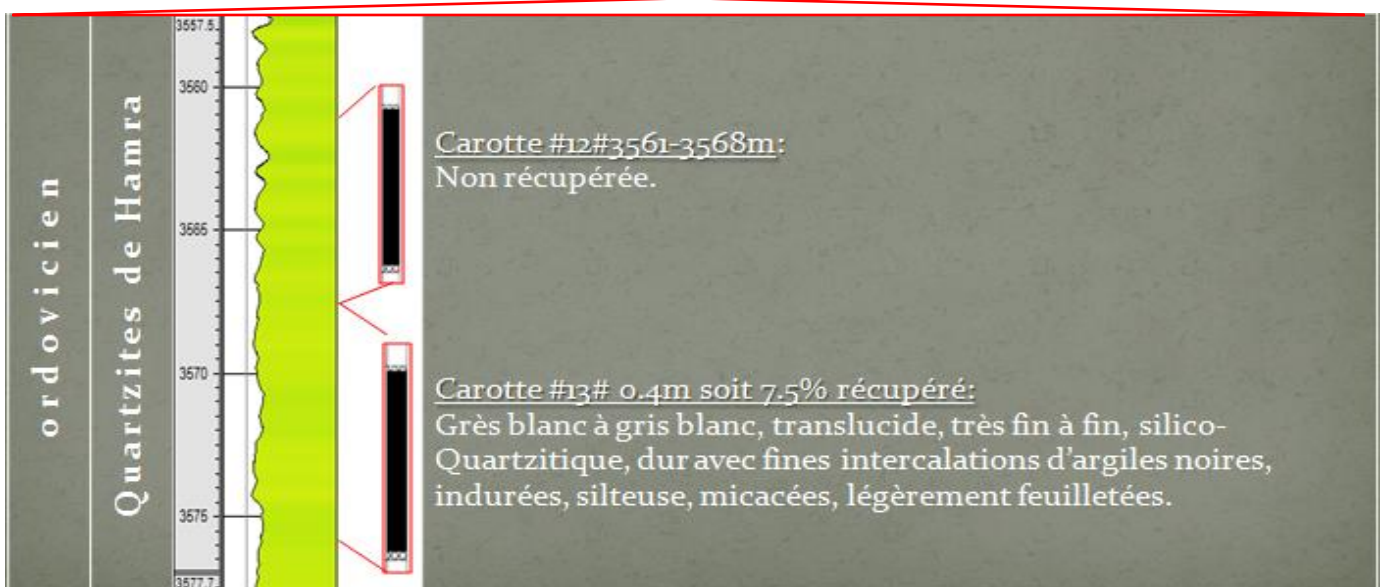 ordovicien
Quartzites de Hamra
3557.5
3560
3565
3570
3575
3577.7
Carotte #12#3561-3568m:
Non récupérée.
Carotte #13# 0.4m soit 7.5% récupéré:
Grès blanc à gris blanc, translucide, très fin à fin, silico-
Quartzitique, dur avec fines intercalations d'argiles noires,
indurées, silteuse, micacées, légèrement feuilletées.